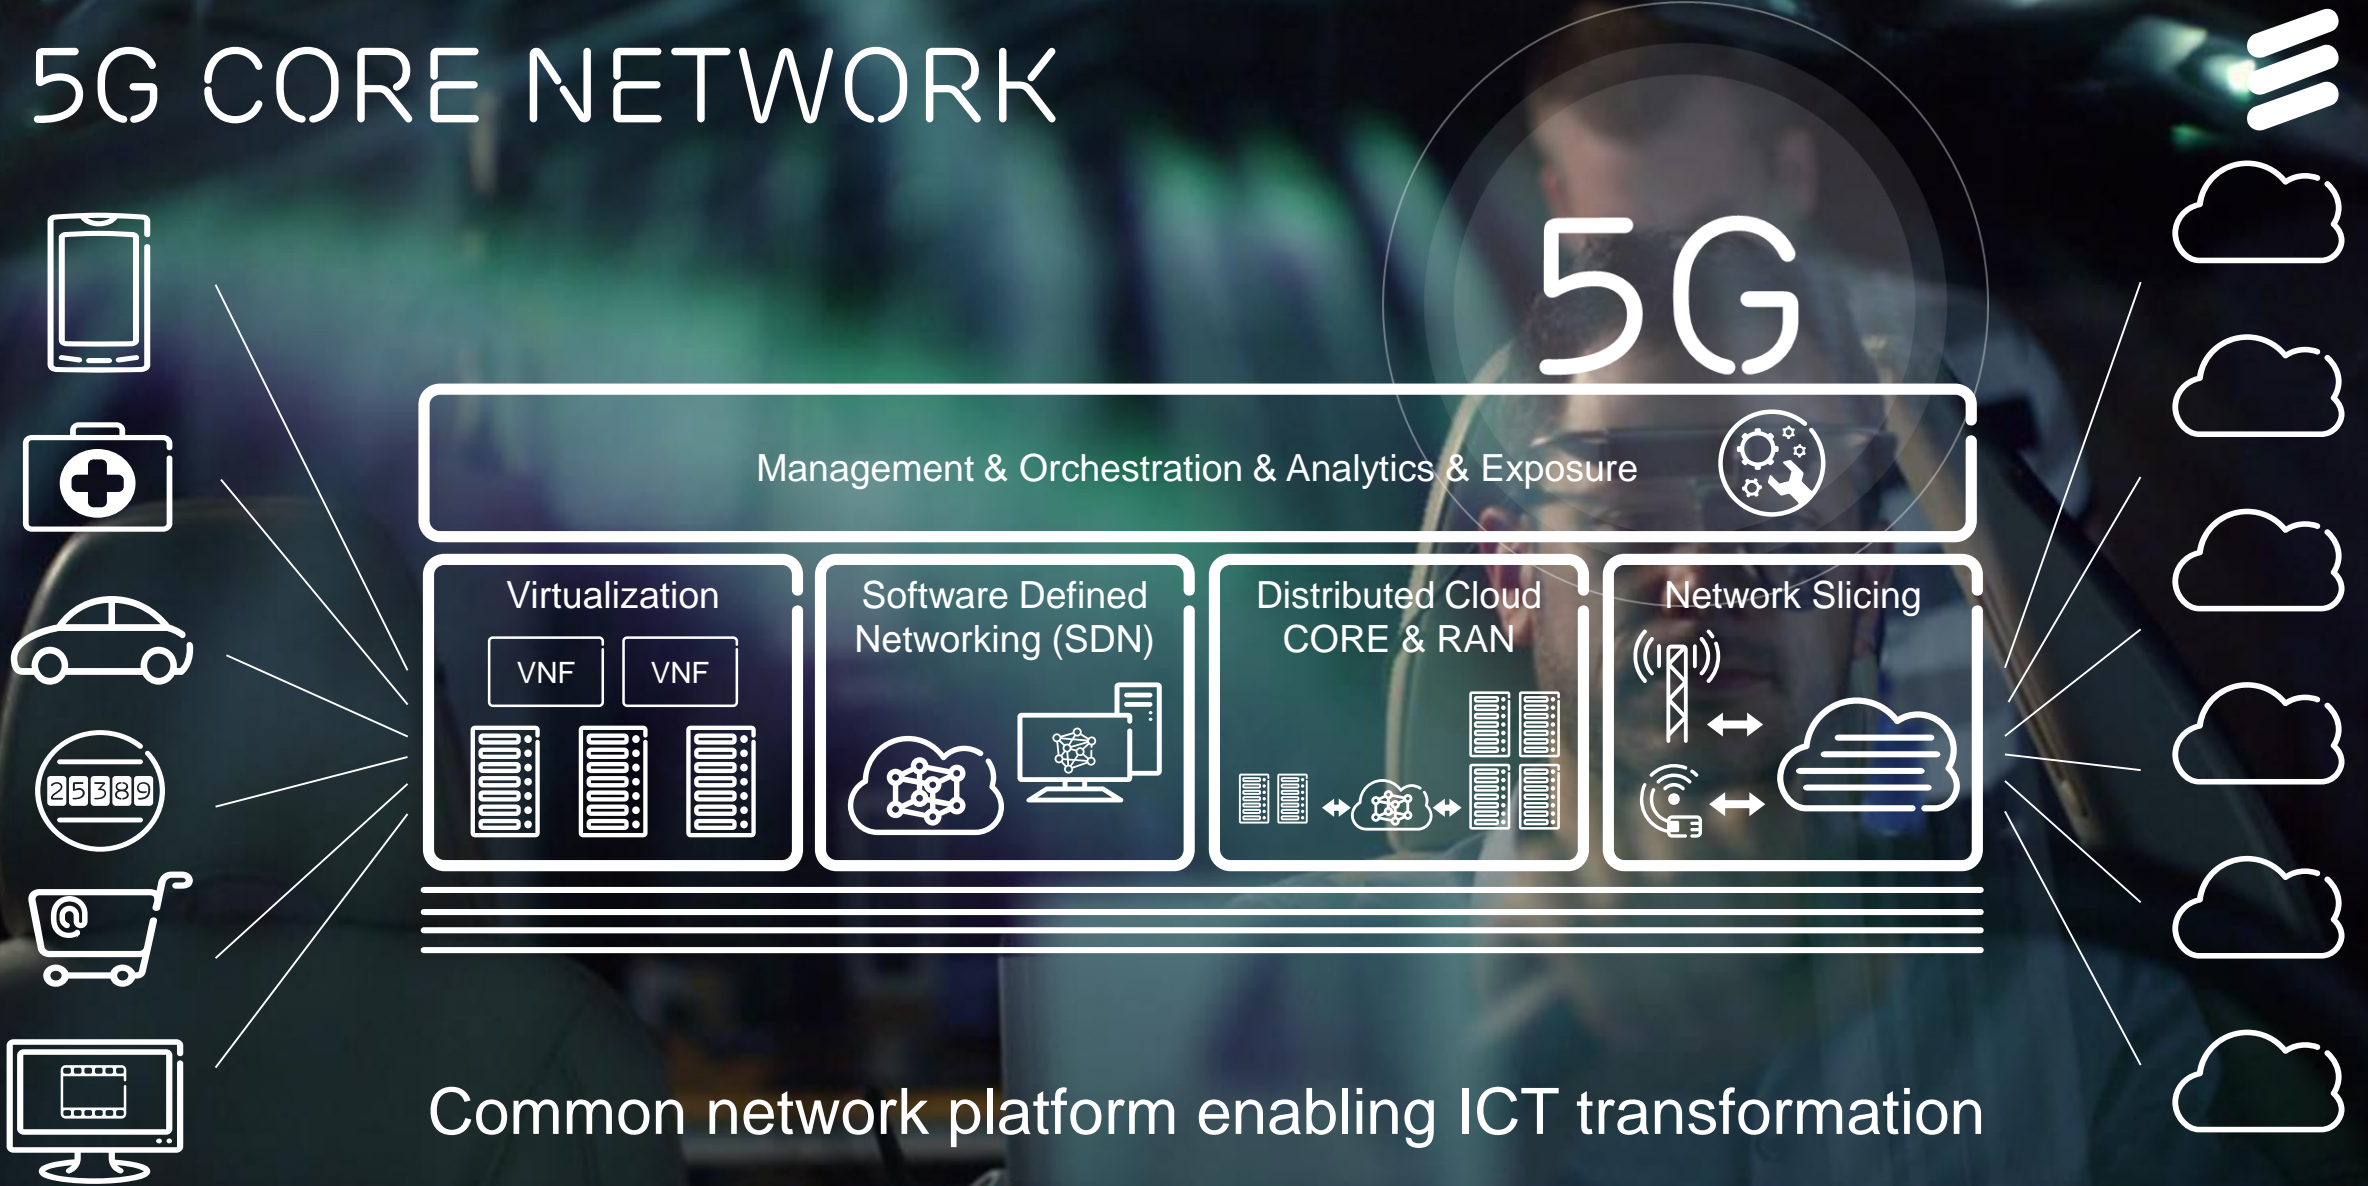 5G CORE NETWORK
5G
Management & Orchestration & Analytics & Exposure
Virtualization
VNF
VNF
Software Defined
Networking (SDN)
Distributed Cloud
CORE & RAN
Network Slicing
25389
@
Common network platform enabling ICT transformation